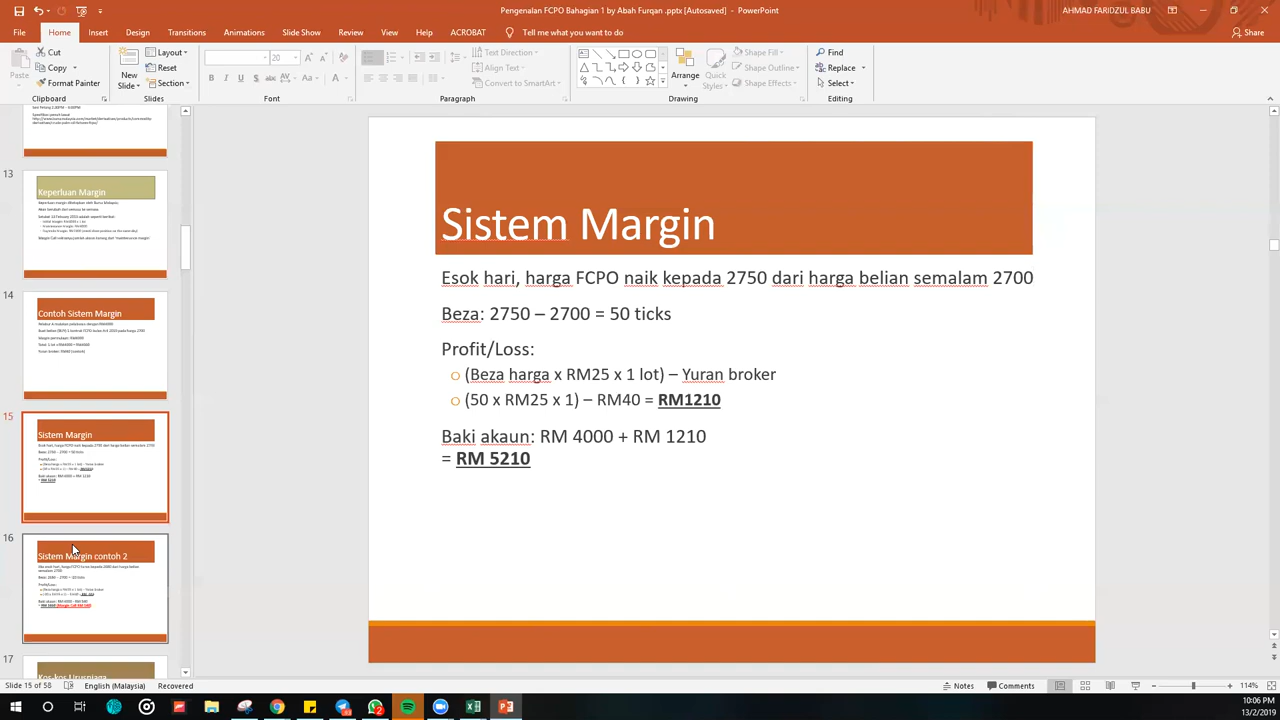 Pengenalan FCPO Bahagian 1 by Abah Furqan .pptx [Autosaved] - PowerPoint
AHMAD FARIDZUL BABU
File Home Insert Design Transitions Animations Slide Show Review View Help ACROBAT Tell me what you want to do Share
Cut
Copy
Format Painter
Paste
Clipboard
New
Slide
Layout
Reset
Section
Slides
20
Font
Text Direction
Align Text
Convert to SmartArt
Paragraph
Arrange
Quick
Styles
Shape Fill
Shape Outline
Shape Effects
Drawing
Find
Replace
Select
Editing
13
Keperluan Margin
14
Contoh Sistem Margin
15
Sistem Margin
16
Sistem Margin contoh 2
17
Kos-kos Urusniaga
Sistem Margin
Esok hari, harga FCPO naik kepada 2750 dari harga belian semalam 2700
Beza: 2750 – 2700 = 50 ticks
Profit/Loss:
(Beza harga x RM25 x 1 lot) – Yuran broker
(50 x RM25 x 1) – RM40 = RM1210
Baki akaun: RM 4000 + RM 1210
= RM 5210
Slide 15 of 58 English (Malaysia) Recovered Notes Comments 114%
10:06 PM
13/2/2019